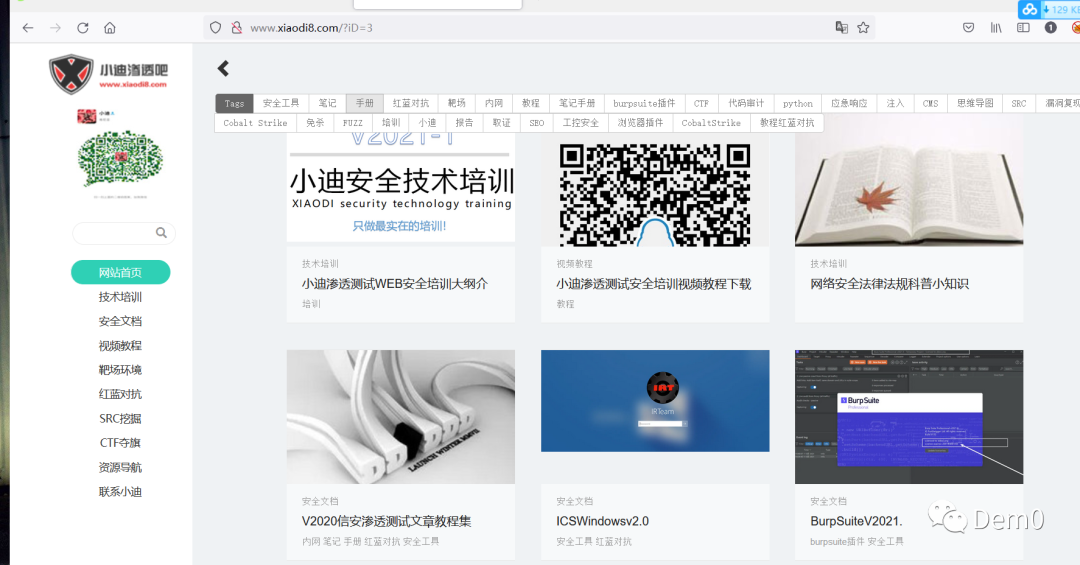 129 KB
www.xiaodi8.com/?iD=3
小迪渗透吧
www.xiaodi8.com
网站首页
技术培训
安全文档
视频教程
靶场环境
红蓝对抗
SRC挖掘
CTF夺旗
资源导航
联系小迪
Tags 安全工具 笔记 手册 红蓝对抗 靶场 内网 教程 笔记手册 burpsuite插件 CTF 代码审计 python 应急响应 注入 CMS 思维导图 SRC 漏洞复现
Cobalt Strike 免杀 FUZZ 培训 小迪 报告 取证 SEO 工控安全 浏览器插件 CobaltStrike 教程红蓝对抗
V2021-1
小迪安全技术培训
XIAODI security technology training
只做最实在的培训!
技术培训
小迪渗透测试WEB安全培训大纲介
培训
视频教程
小迪渗透测试安全培训视频教程下载
教程
技术培训
网络安全法律法规科普小知识
LAUNCH WINTER MMVII
安全文档
V2020信安渗透测试文章教程集
内网 笔记 手册 红蓝对抗 安全工具
IRT
IRTeam
安全文档
ICSWindowsv2.0
安全工具 红蓝对抗
BurpSuite
Professional
安全文档
BurpSuiteV2021.
burpsuite插件 安全工具
Dem0